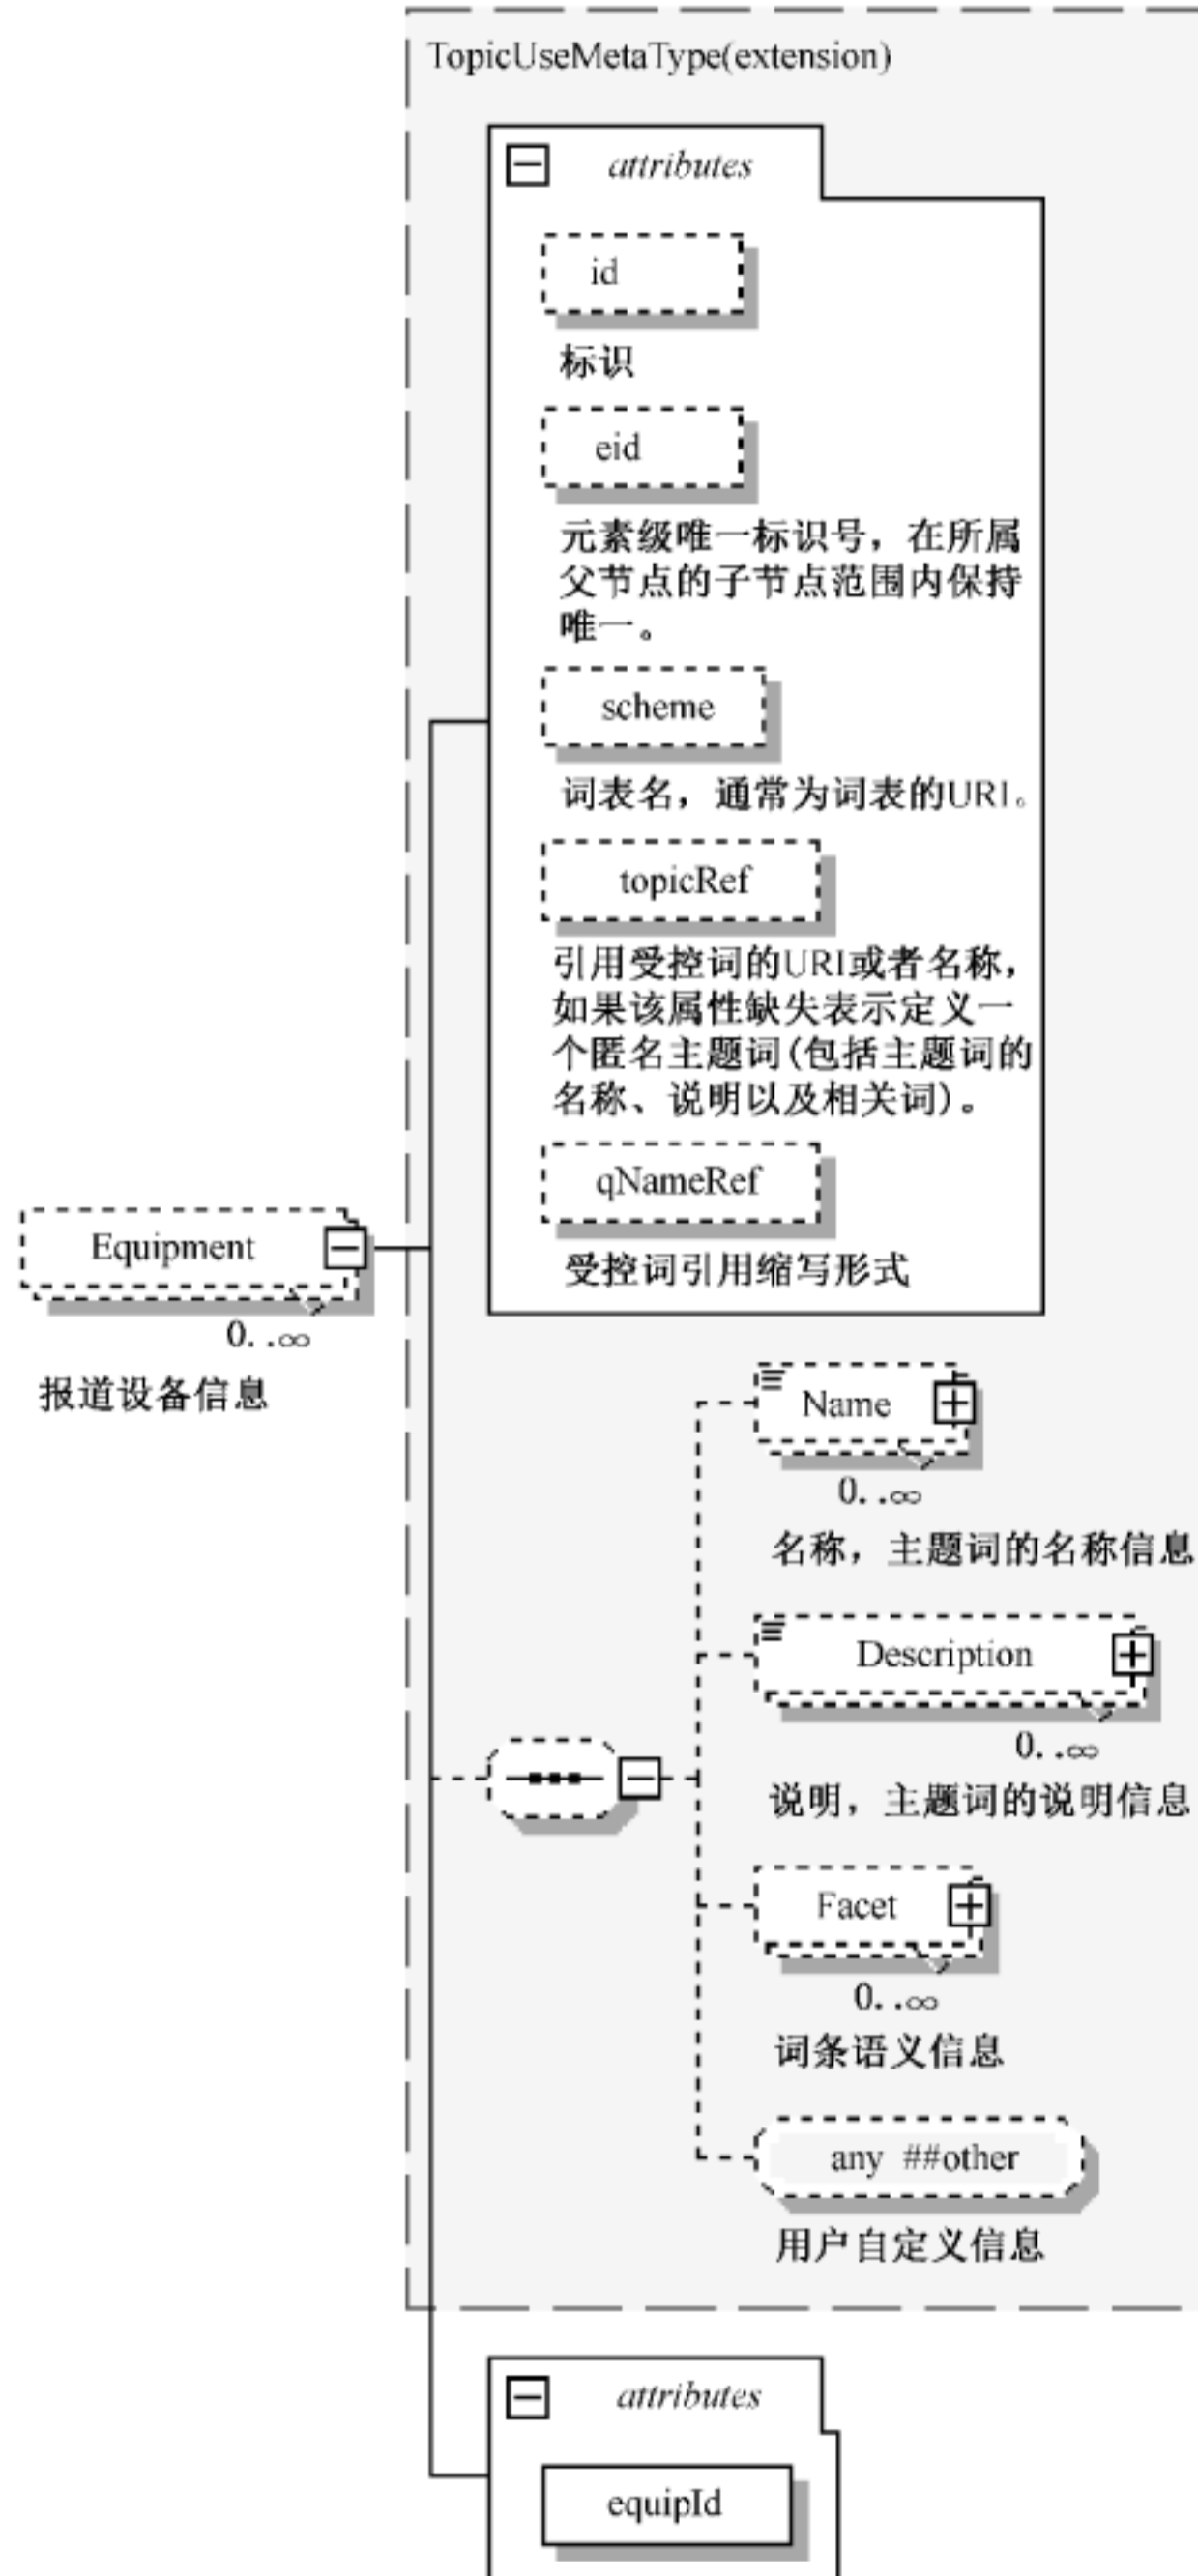 TopicUseMetaType(extension)
attributes
id
标识
eid
元素级唯一标识号，在所属
父节点的子节点范围内保持
唯一。
scheme
词表名，通常为词表的URI。
topicRef
引用受控词的URI或者名称，
如果该属性缺失表示定义一
个匿名主题词(包括主题词的
名称、说明以及相关词)。
qNameRef
受控词引用缩写形式
Equipment
0..∞
报道设备信息
Name
0..∞
名称，主题词的名称信息
Description
0..∞
说明，主题词的说明信息
Facet
0..∞
词条语义信息
any ##other
用户自定义信息
attributes
equipId